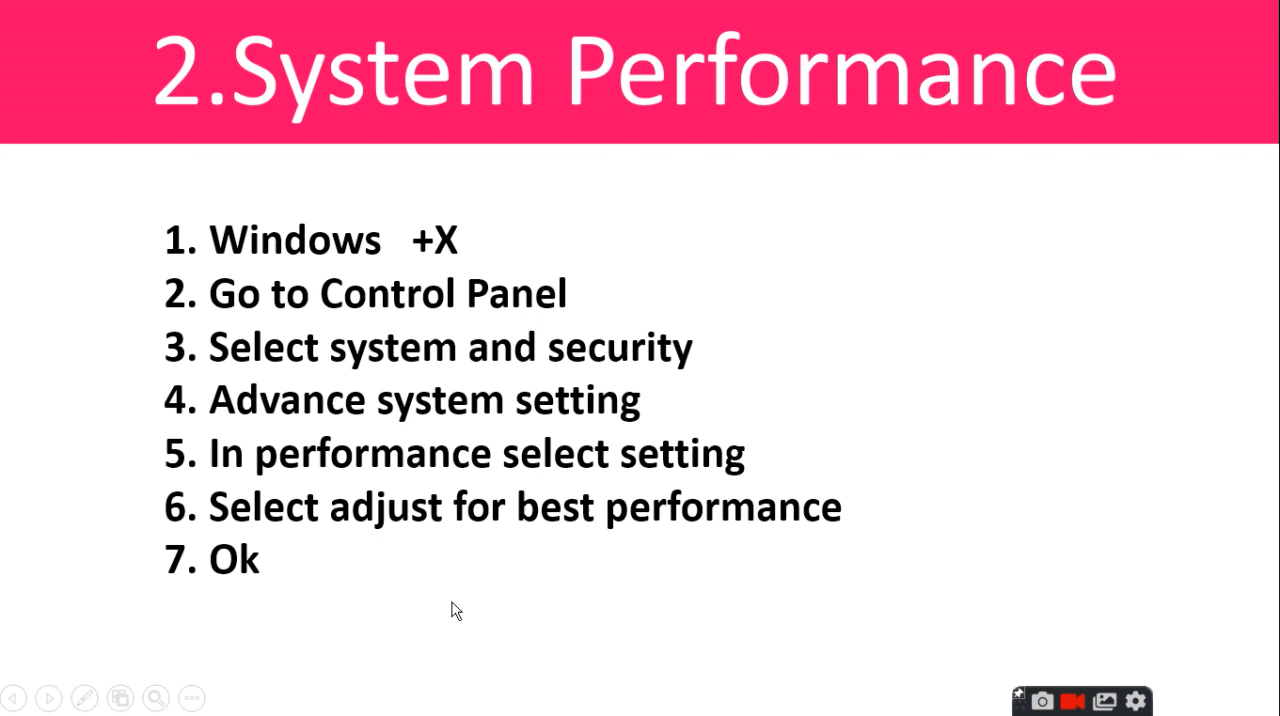 2.System Performance
1. Windows   +X
2. Go to Control Panel
3. Select system and security
4. Advance system setting
5. In performance select setting
6. Select adjust for best performance
7. Ok